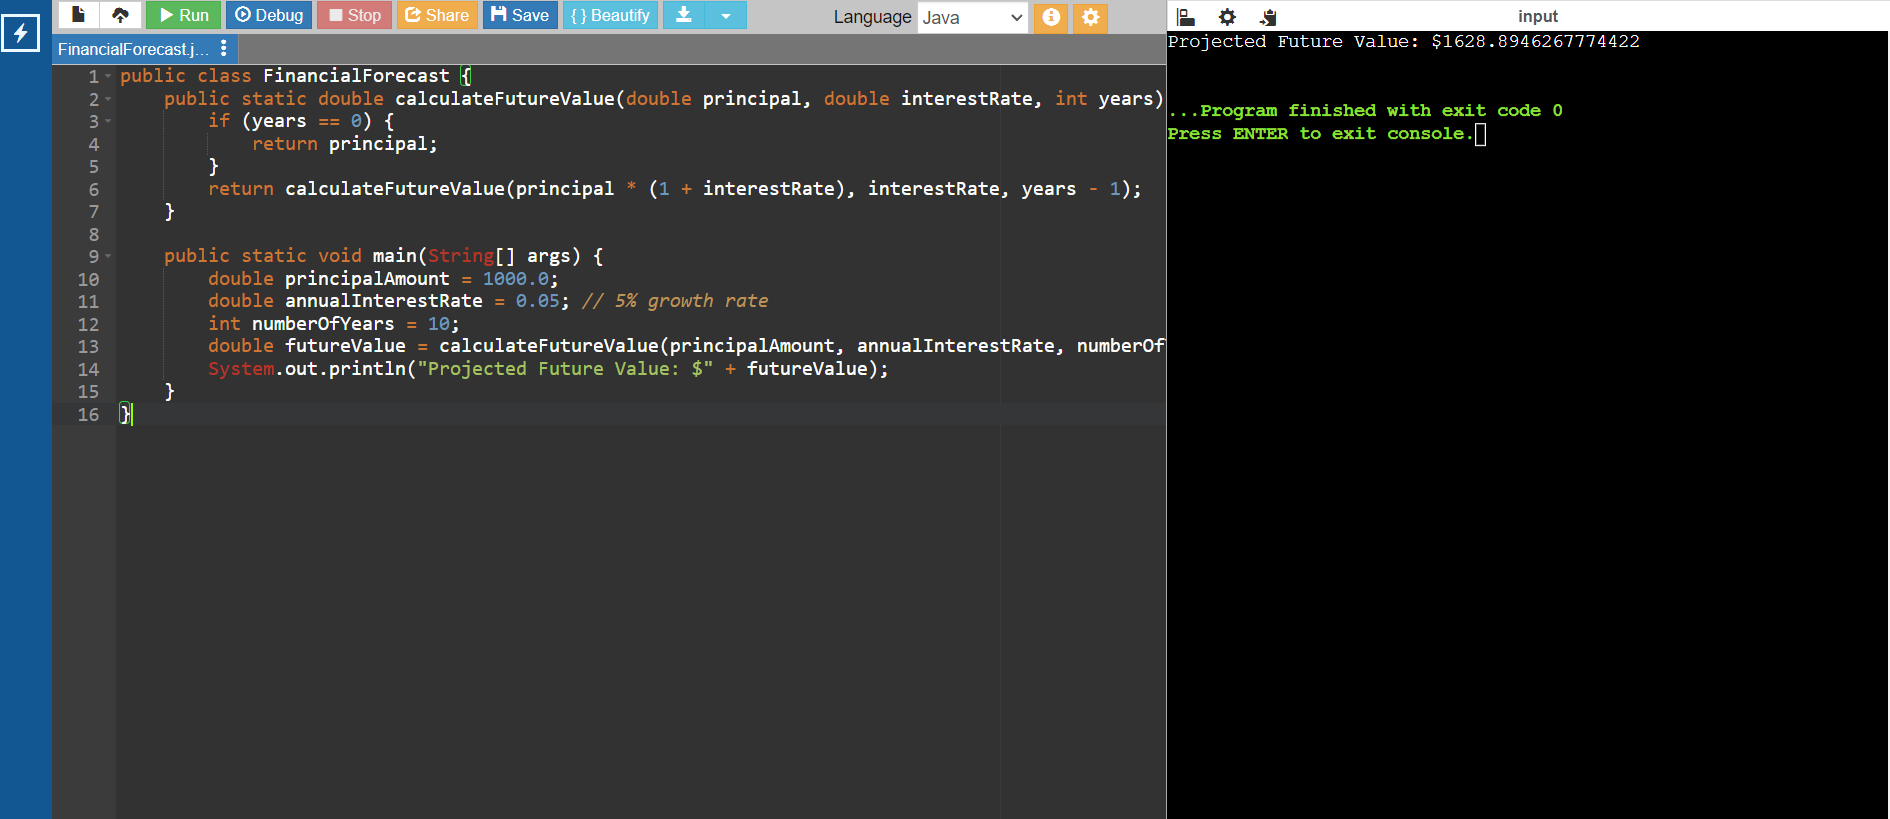 Run Debug Stop Share Save { } Beautify Language Java
FinancialForecast.j...
1 public class FinancialForecast {
2 public static double calculateFutureValue(double principal, double interestRate, int years)
3 if (years == 0) {
4 return principal;
5 }
6 return calculateFutureValue(principal * (1 + interestRate), interestRate, years - 1);
7 }
8
9 public static void main(String[] args) {
10 double principalAmount = 1000.0;
11 double annualInterestRate = 0.05; // 5% growth rate
12 int numberOfYears = 10;
13 double futureValue = calculateFutureValue(principalAmount, annualInterestRate, numberOf
14 System.out.println("Projected Future Value: $" + futureValue);
15 }
16 }
input
Projected Future Value: $1628.8946267774422
...Program finished with exit code 0
Press ENTER to exit console.